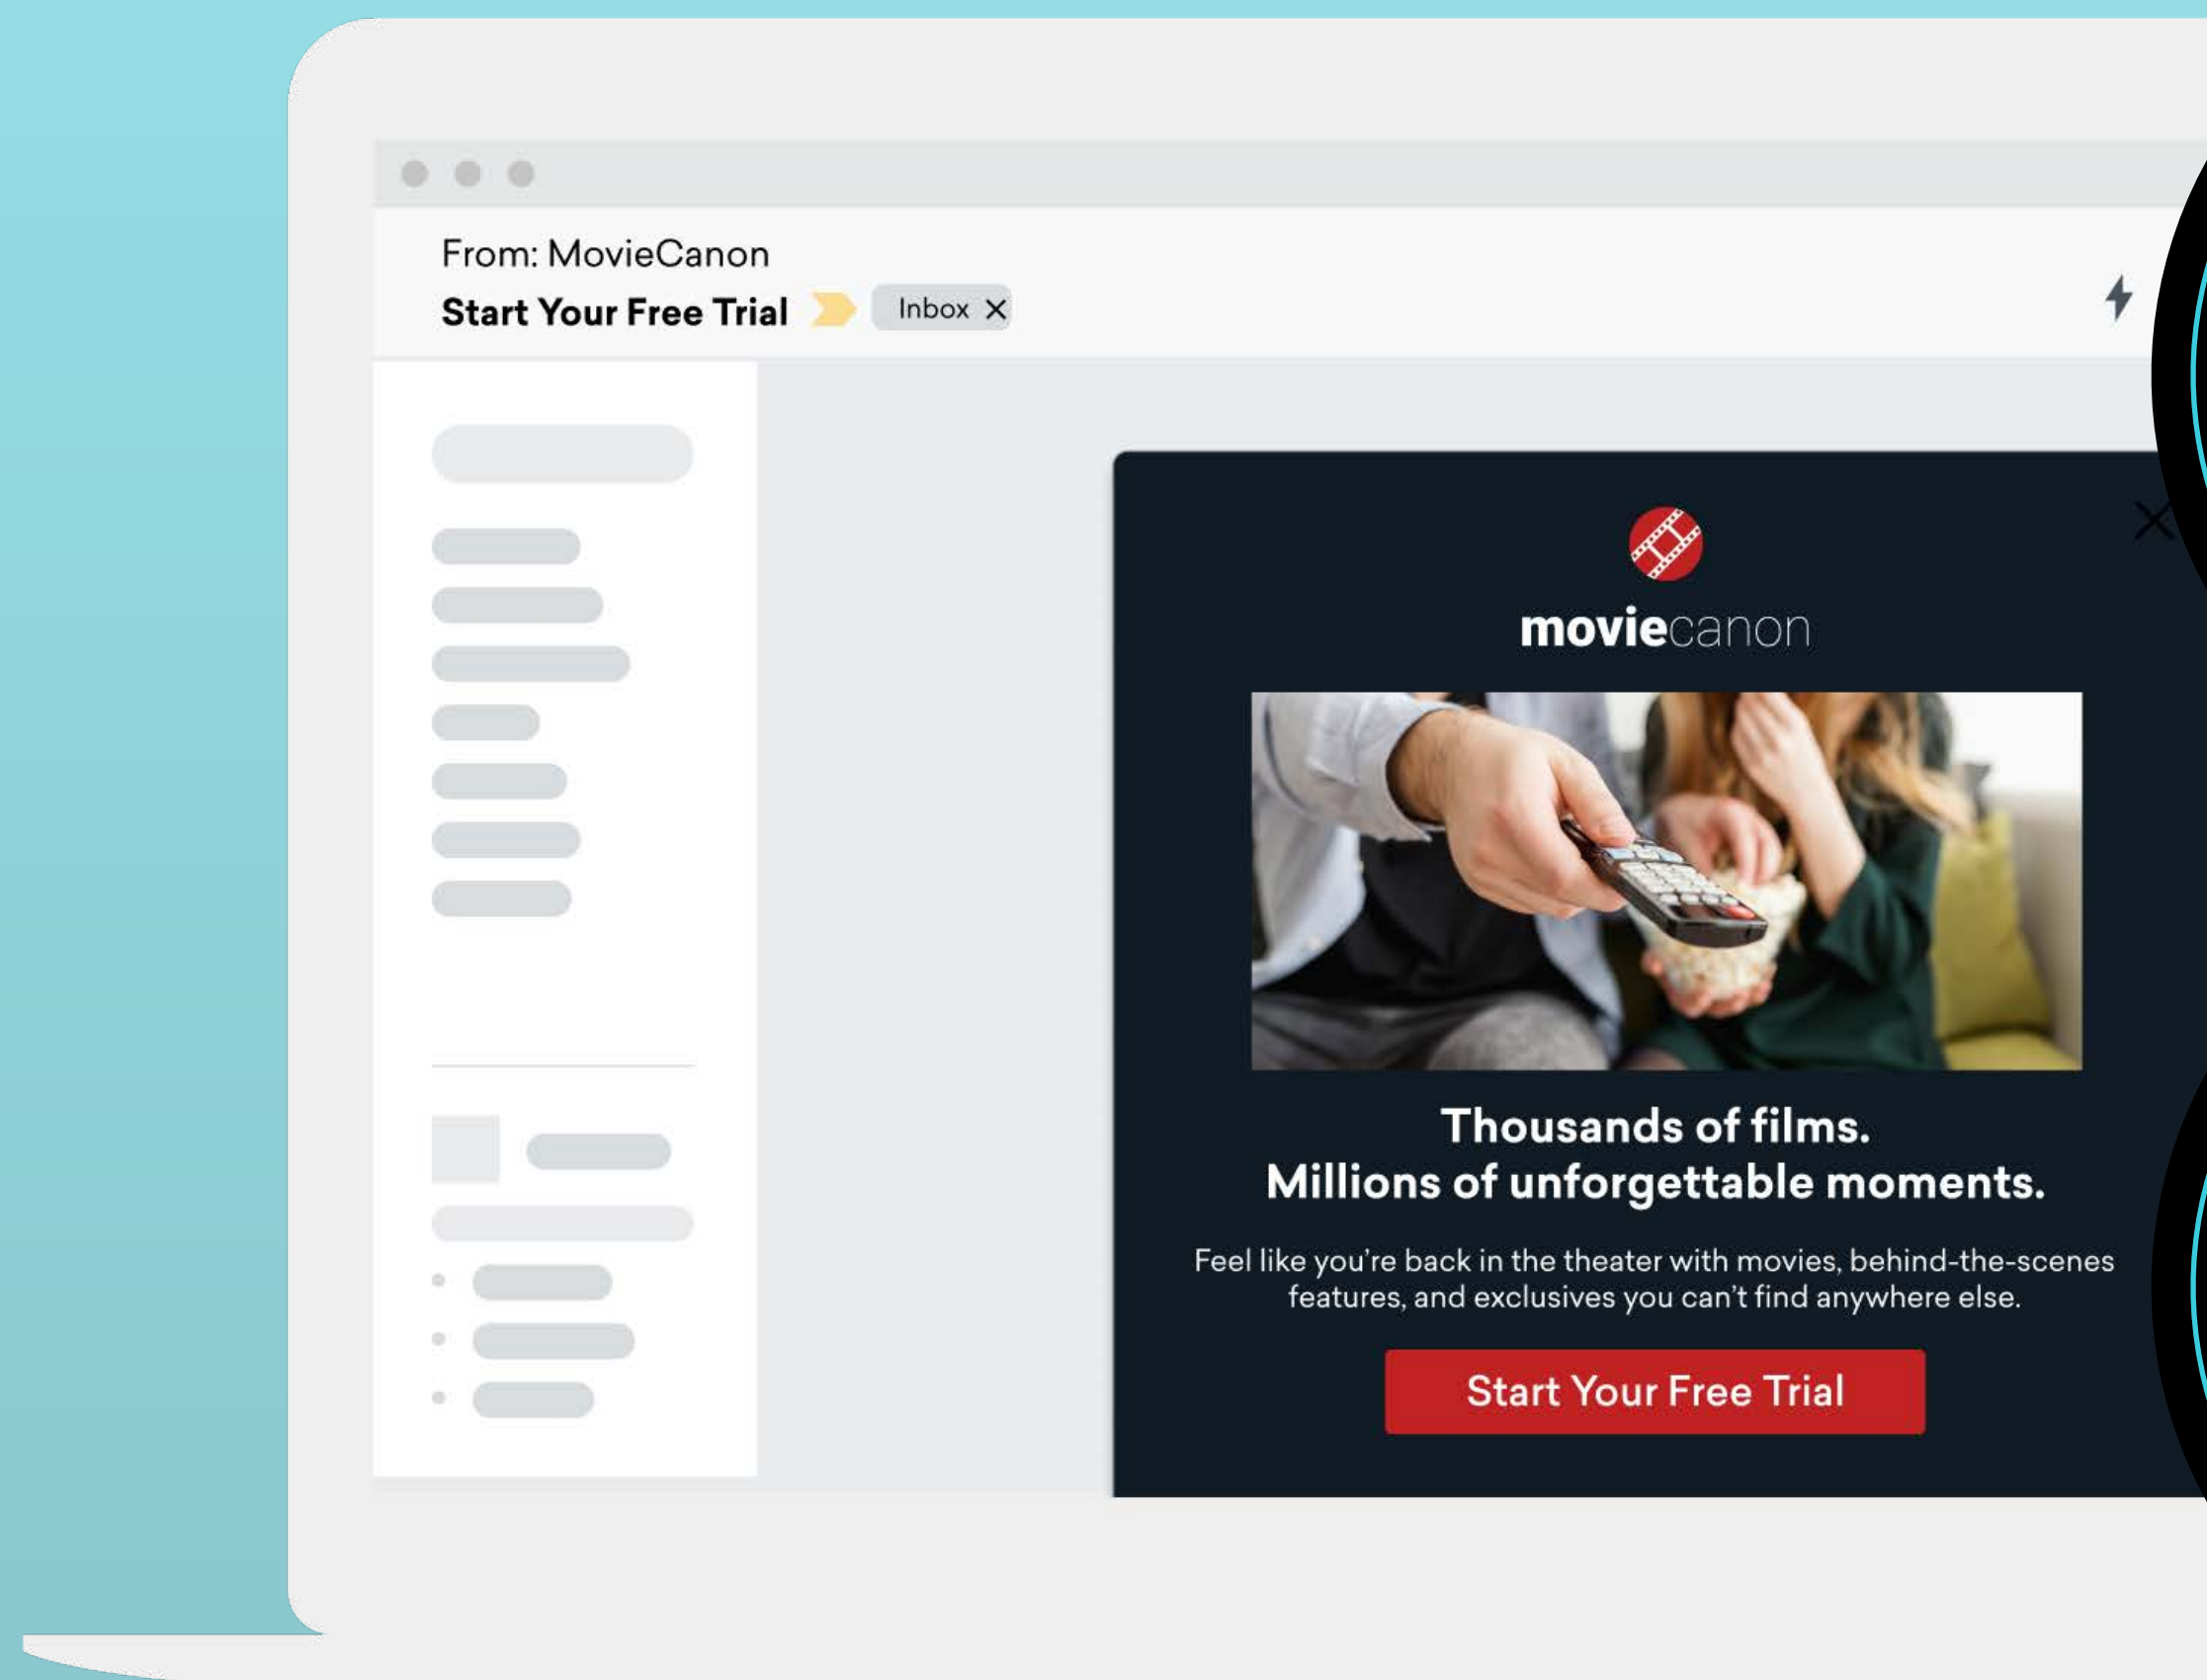 From: MovieCanon
Start Your Free Trial Inbox
moviecanon
Thousands of films.
Millions of unforgettable moments.
Feel like you're back in the theater with movies, behind-the-scenes
features, and exclusives you can't find anywhere else.
Start Your Free Trial